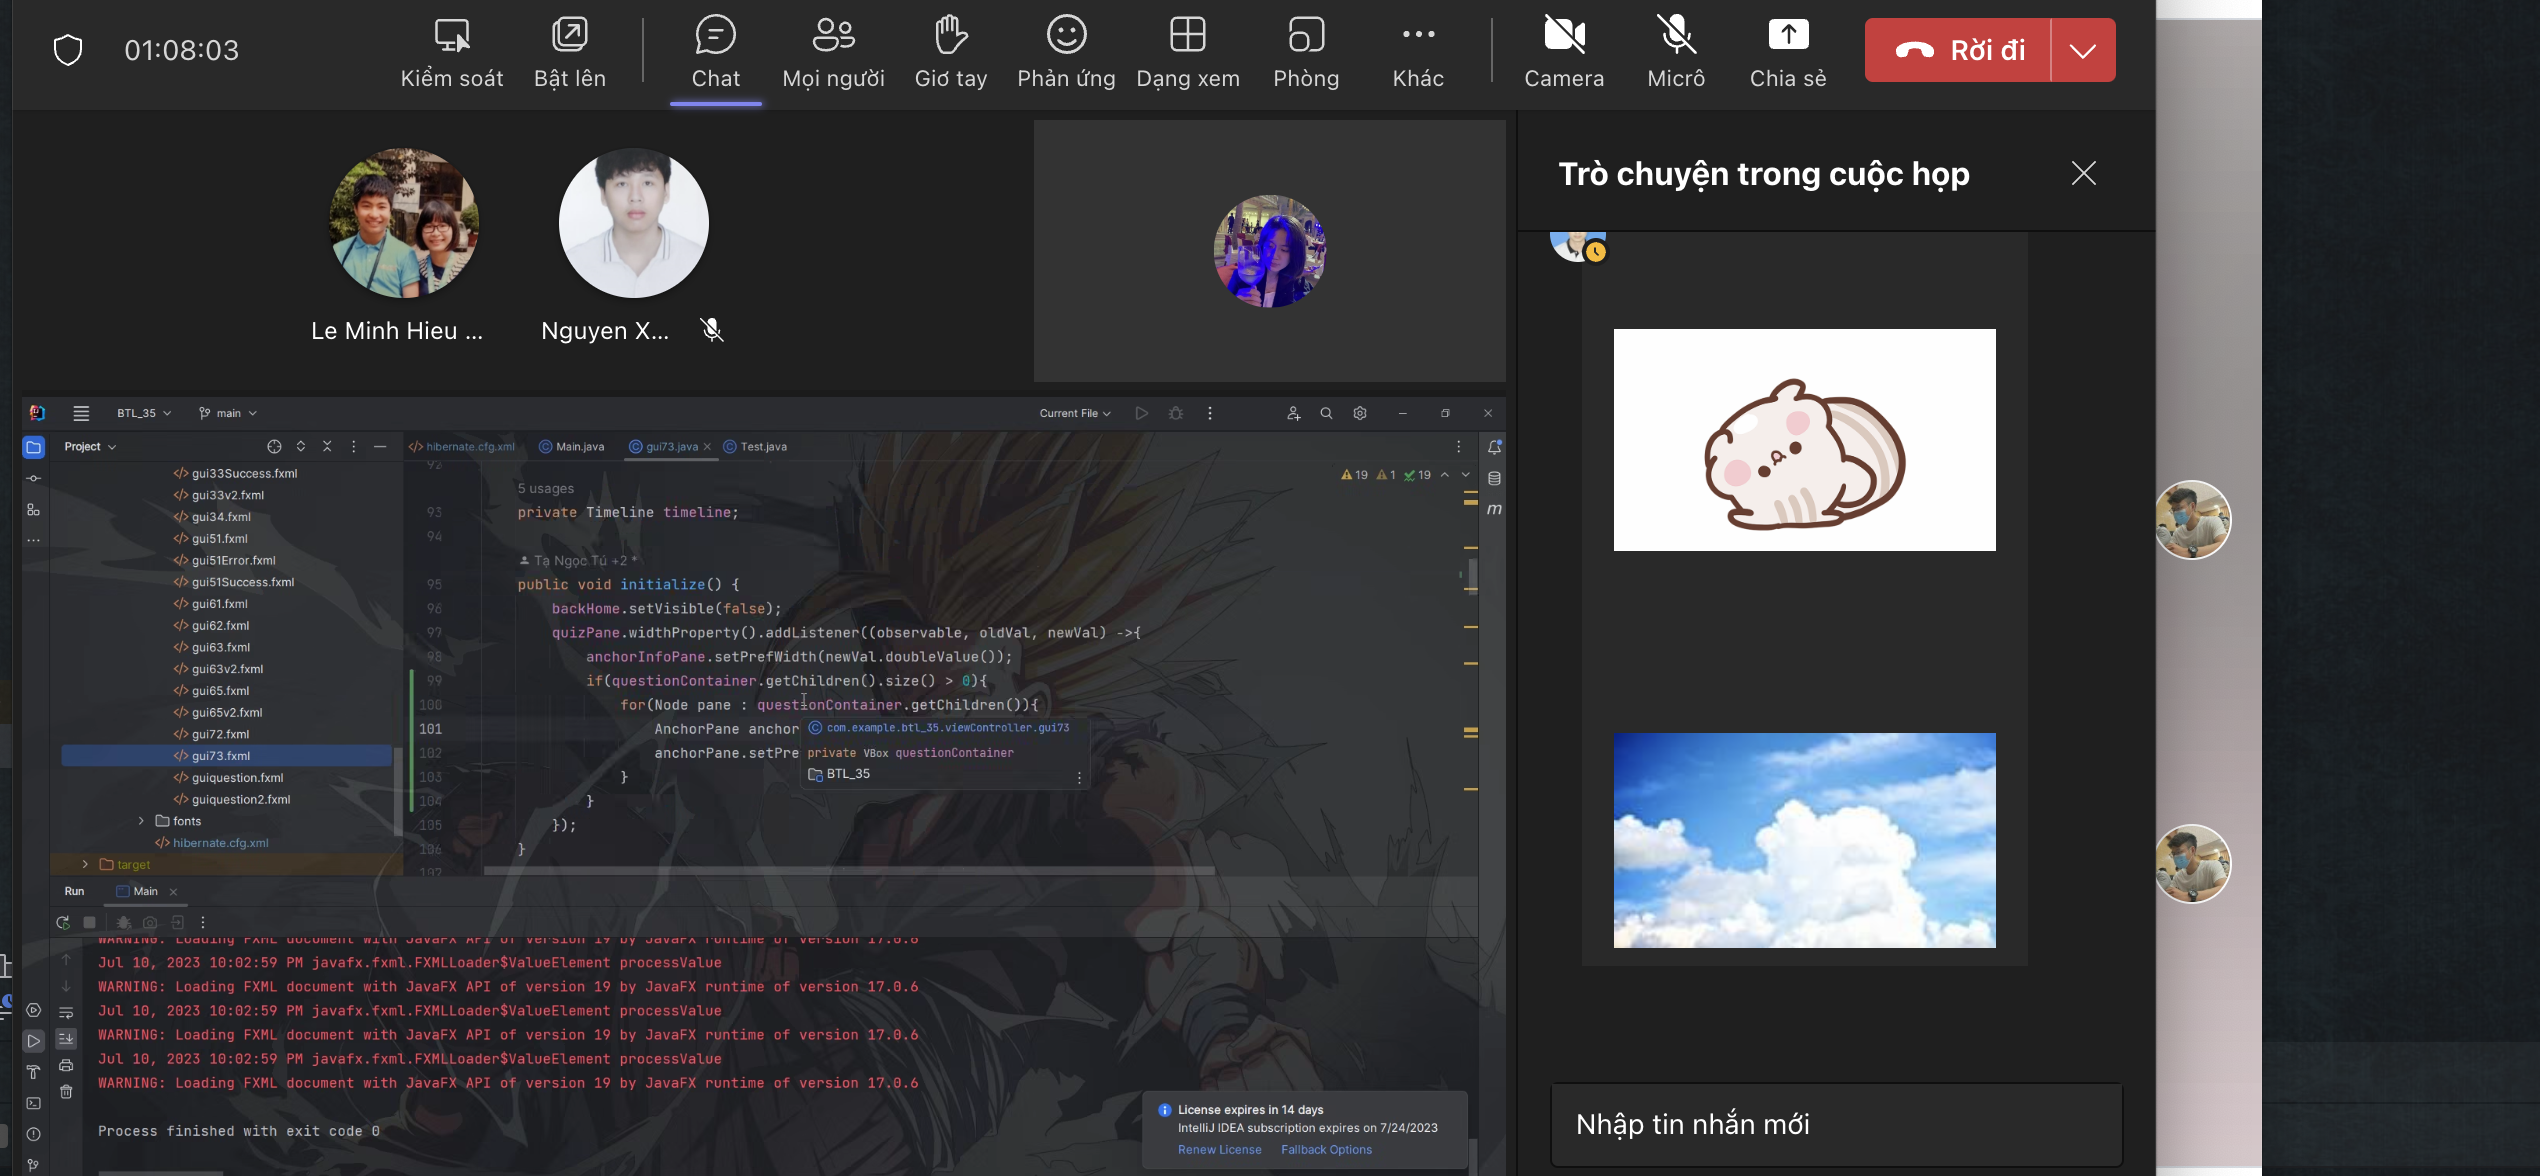 01:08:03
Kiểm soát
Bật lên
Chat
Mọi người
Giơ tay
Phản ứng
Dạng xem
Phòng
Khác
Camera
Micrô
Chia sẻ
Rời đi
Le Minh Hieu ...
Nguyen X...
Trò chuyện trong cuộc họp
Nhập tin nhắn mới
BTL_35
main
Current File
Project
hibernate.cfg.xml
Main.java
gui73.java
Test.java
gui33Success.fxml
gui33v2.fxml
gui34.fxml
gui51.fxml
gui51Error.fxml
gui51Success.fxml
gui61.fxml
gui62.fxml
gui63.fxml
gui63v2.fxml
gui65.fxml
gui65v2.fxml
gui72.fxml
gui73.fxml
guiquestion.fxml
guiquestion2.fxml
fonts
hibernate.cfg.xml
target
19 1 19
m
92
5 usages
93 private Timeline timeline;
94
Tạ Ngọc Tú +2 *
95 public void initialize() {
96 backHome.setVisible(false);
97 quizPane.widthProperty().addListener((observable, oldVal, newVal) ->{
98 anchorInfoPane.setPrefWidth(newVal.doubleValue());
99 if(questionContainer.getChildren().size() > 0){
100 for(Node pane : questionContainer.getChildren()){
101 AnchorPane anchor
102 anchorPane.setPre
103 }
104 }
105 });
106 }
107
com.example.btl_35.viewController.gui73
private VBox questionContainer
BTL_35
Run
Main
WARNING: Loading FXML document with JavaFX API of version 19 by JavaFX runtime of version 17.0.6
Jul 10, 2023 10:02:59 PM javafx.fxml.FXMLLoader$ValueElement processValue
WARNING: Loading FXML document with JavaFX API of version 19 by JavaFX runtime of version 17.0.6
Jul 10, 2023 10:02:59 PM javafx.fxml.FXMLLoader$ValueElement processValue
WARNING: Loading FXML document with JavaFX API of version 19 by JavaFX runtime of version 17.0.6
Jul 10, 2023 10:02:59 PM javafx.fxml.FXMLLoader$ValueElement processValue
WARNING: Loading FXML document with JavaFX API of version 19 by JavaFX runtime of version 17.0.6
Process finished with exit code 0
License expires in 14 days
IntelliJ IDEA subscription expires on 7/24/2023
Renew License Fallback Options